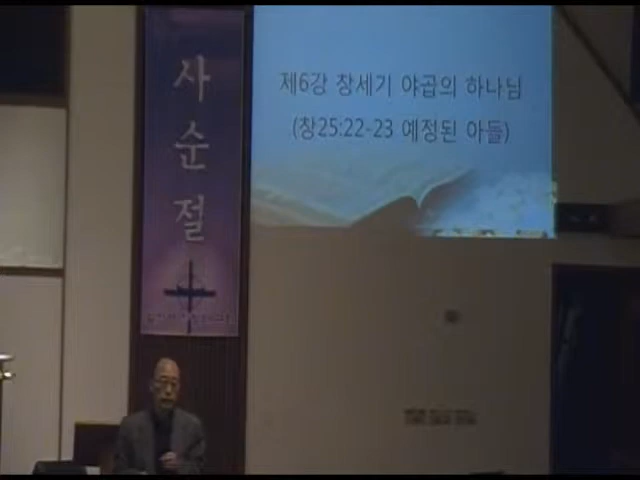 사순절
제6강 창세기 야곱의 하나님
(창25:22-23 예정된 아들)